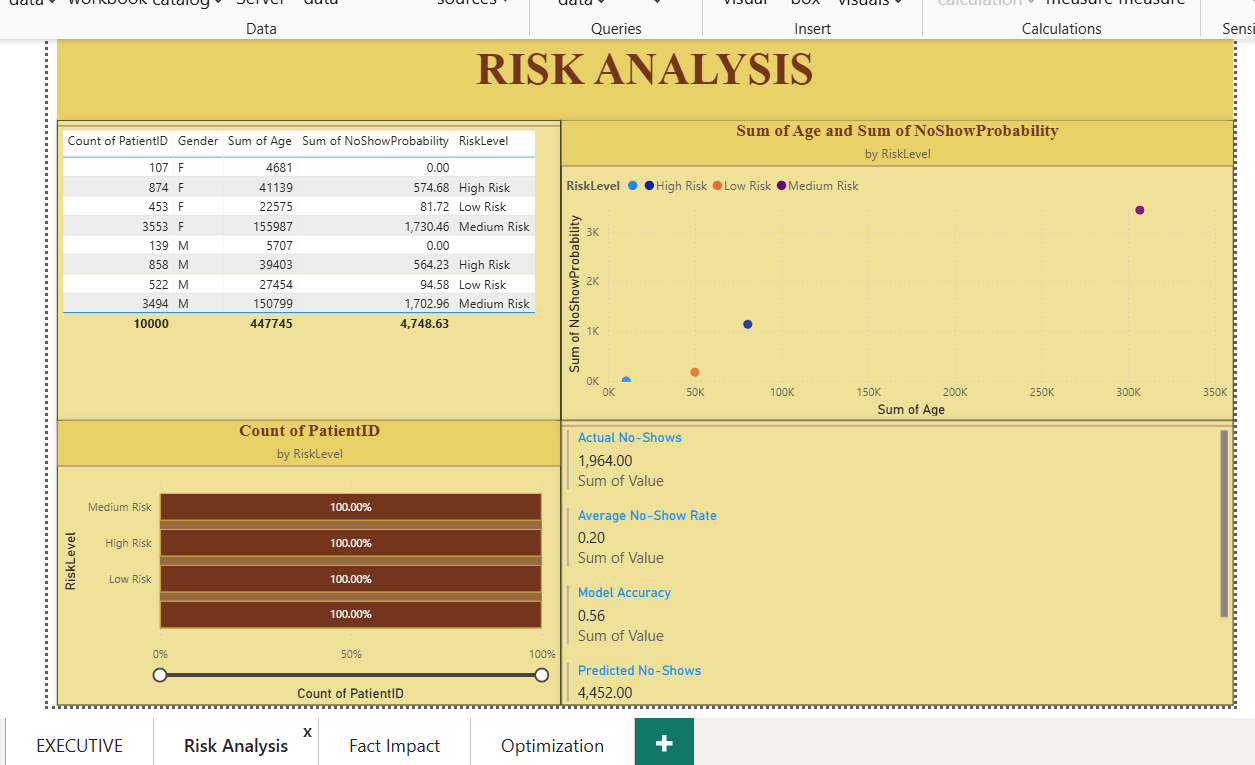 data workbook catalog Server data sources data visual box visuals calculation measure measure
Data Queries Insert Calculations Sensi
RISK ANALYSIS
Count of PatientID Gender Sum of Age Sum of NoShowProbability RiskLevel
107 F 4681 0.00
874 F 41139 574.68 High Risk
453 F 22575 81.72 Low Risk
3553 F 155987 1,730.46 Medium Risk
139 M 5707 0.00
858 M 39403 564.23 High Risk
522 M 27454 94.58 Low Risk
3494 M 150799 1,702.96 Medium Risk
10000 447745 4,748.63
Sum of Age and Sum of NoShowProbability
by RiskLevel
RiskLevel High Risk Low Risk Medium Risk
Sum of NoShowProbability
3K
2K
1K
0K
0K 50K 100K 150K 200K 250K 300K 350K
Sum of Age
Count of PatientID
by RiskLevel
RiskLevel
Medium Risk 100.00%
High Risk 100.00%
Low Risk 100.00%
100.00%
0% 50% 100%
Count of PatientID
Actual No-Shows
1,964.00
Sum of Value
Average No-Show Rate
0.20
Sum of Value
Model Accuracy
0.56
Sum of Value
Predicted No-Shows
4,452.00
EXECUTIVE Risk Analysis x Fact Impact Optimization +